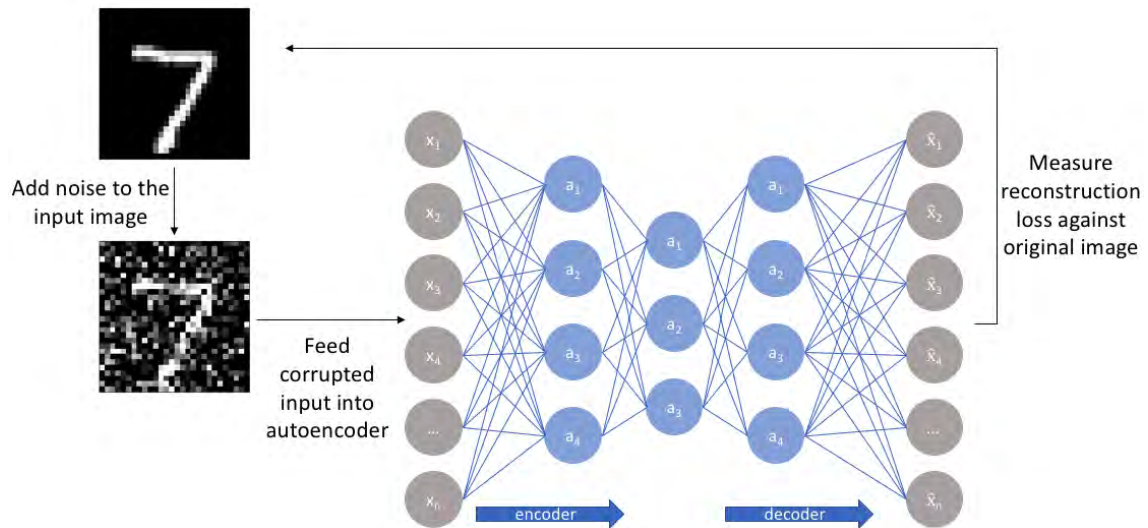 Add noise to the
input image
Feed
corrupted
input into
autoencoder
x₁
x₂
x₃
x₄
...
xₙ
a₁
a₂
a₃
a₄
a₁
a₂
a₃
a₁
a₂
a₃
a₄
x̂₁
x̂₂
x̂₃
x̂₄
...
x̂ₙ
encoder
decoder
Measure
reconstruction
loss against
original image